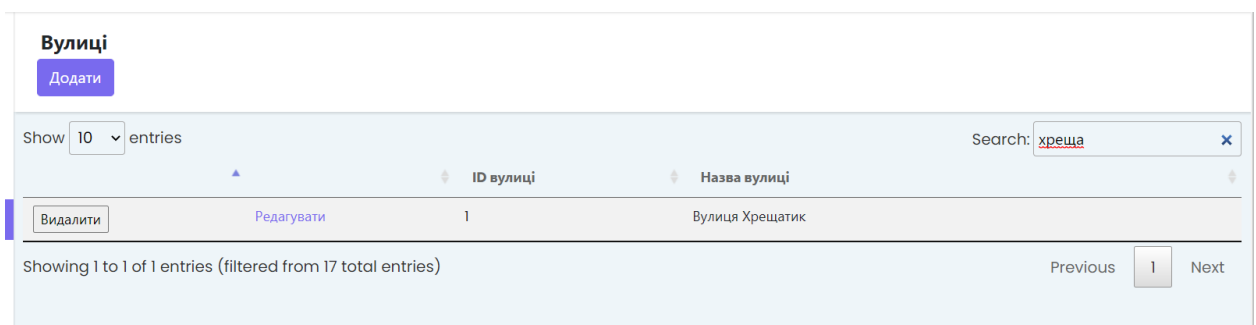 Вулиці
Додати
Show 10 entries Search: хреща
ID вулиці Назва вулиці
Видалити Редагувати 1 Вулиця Хрещатик
Showing 1 to 1 of 1 entries (filtered from 17 total entries) Previous 1 Next